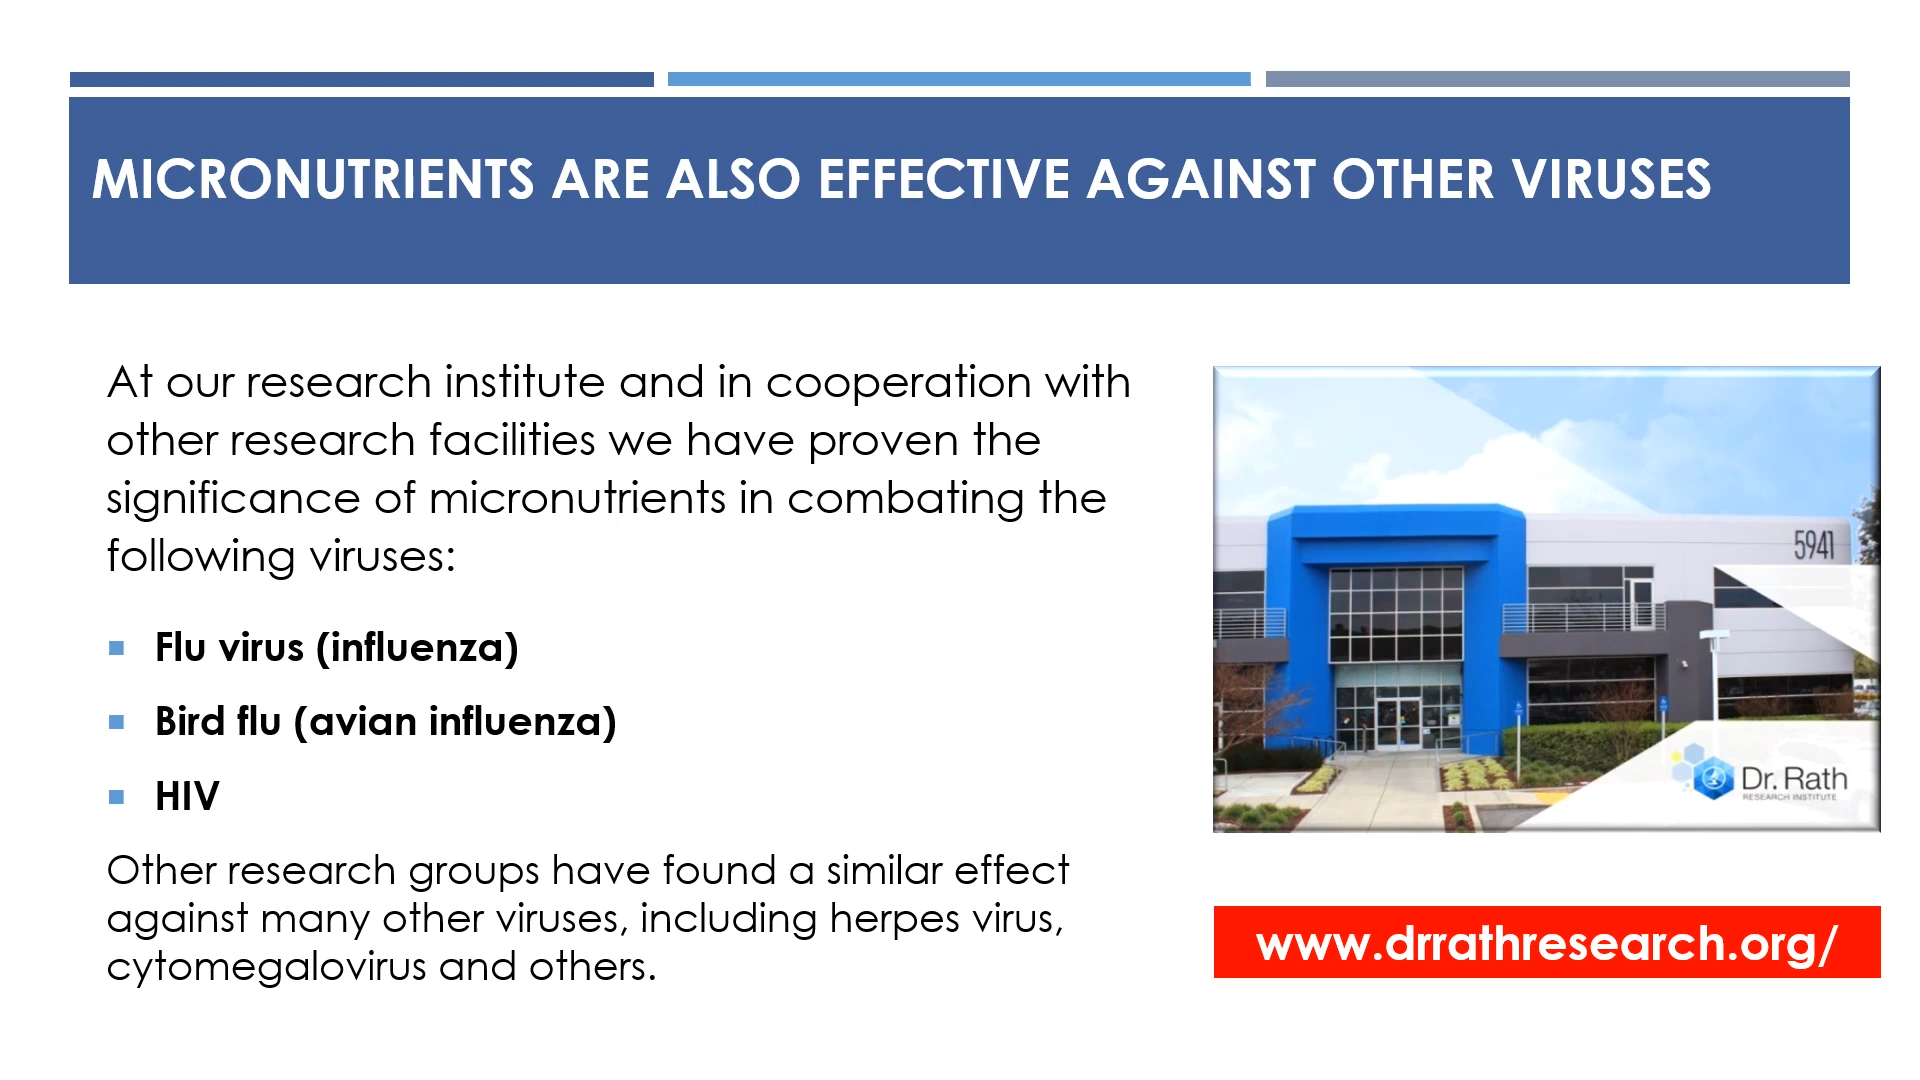 MICRONUTRIENTS ARE ALSO EFFECTIVE AGAINST OTHER VIRUSES
At our research institute and in cooperation with
other research facilities we have proven the
significance of micronutrients in combating the
following viruses:
Flu virus (influenza)
Bird flu (avian influenza)
HIV
Other research groups have found a similar effect
against many other viruses, including herpes virus,
cytomegalovirus and others.
5941
Dr. Rath
RESEARCH INSTITUTE
www.drrathresearch.org/